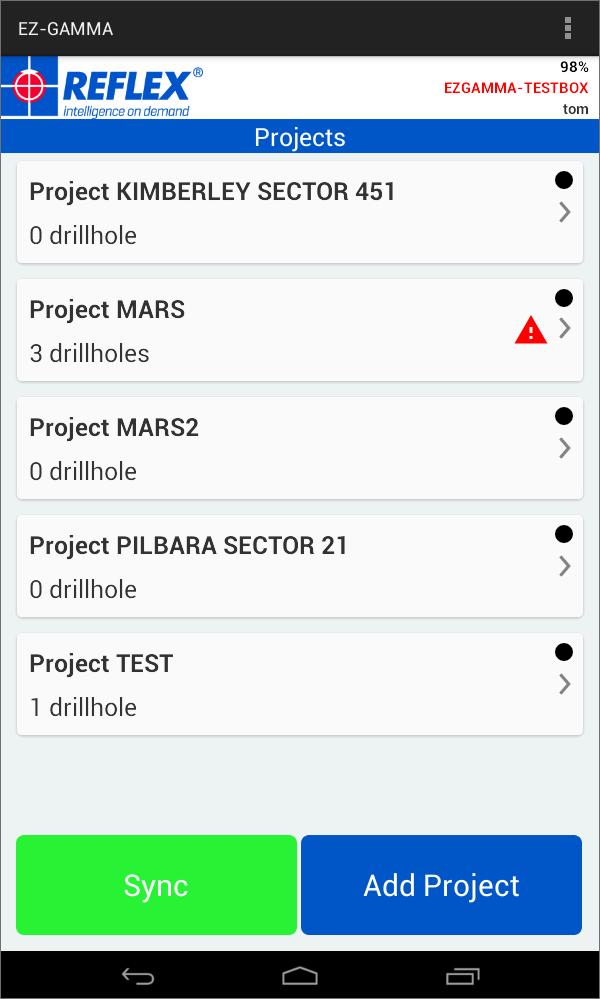 EZ-GAMMA
REFLEX®
intelligence on demand
98%
EZGAMMA-TESTBOX
tom
Projects
Project KIMBERLEY SECTOR 451
0 drillhole
Project MARS
3 drillholes
Project MARS2
0 drillhole
Project PILBARA SECTOR 21
0 drillhole
Project TEST
1 drillhole
Sync
Add Project